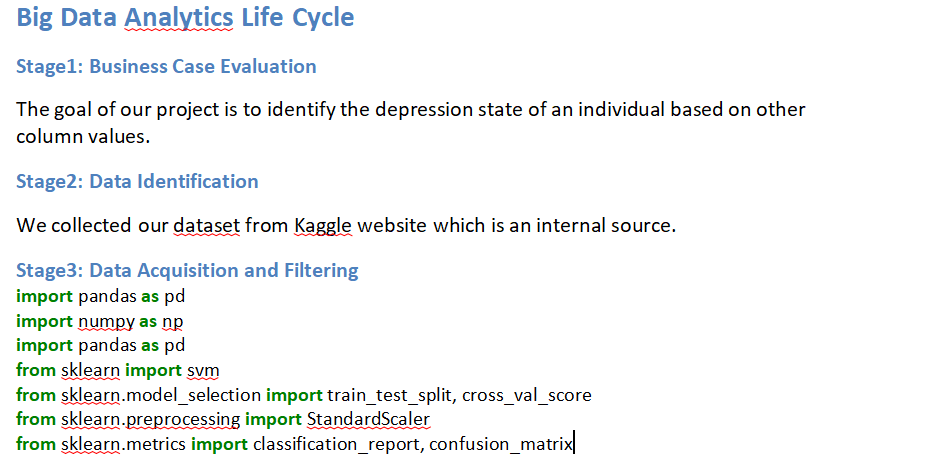 Big Data Analytics Life Cycle
Stage1: Business Case Evaluation
The goal of our project is to identify the depression state of an individual based on other
column values.
Stage2: Data Identification
We collected our dataset from Kaggle website which is an internal source.
Stage3: Data Acquisition and Filtering
import pandas as pd
import numpy as np
import pandas as pd
from sklearn import svm
from sklearn.model_selection import train_test_split, cross_val_score
from sklearn.preprocessing import StandardScaler
from sklearn.metrics import classification_report, confusion_matrix